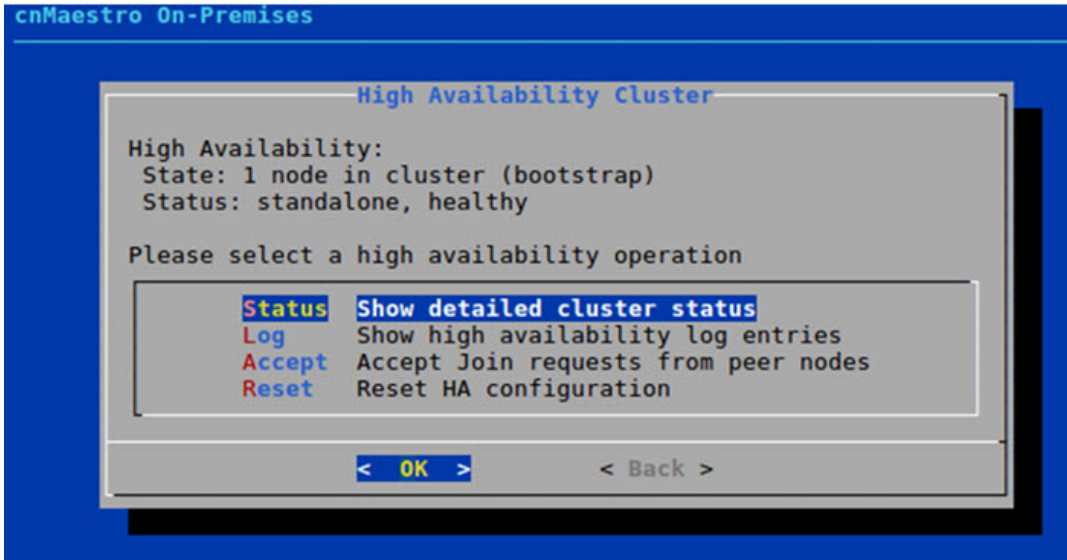 cnMaestro On-Premises
High Availability Cluster
High Availability:
State: 1 node in cluster (bootstrap)
Status: standalone, healthy
Please select a high availability operation
Status Show detailed cluster status
Log Show high availability log entries
Accept Accept Join requests from peer nodes
Reset Reset HA configuration
< OK > < Back >